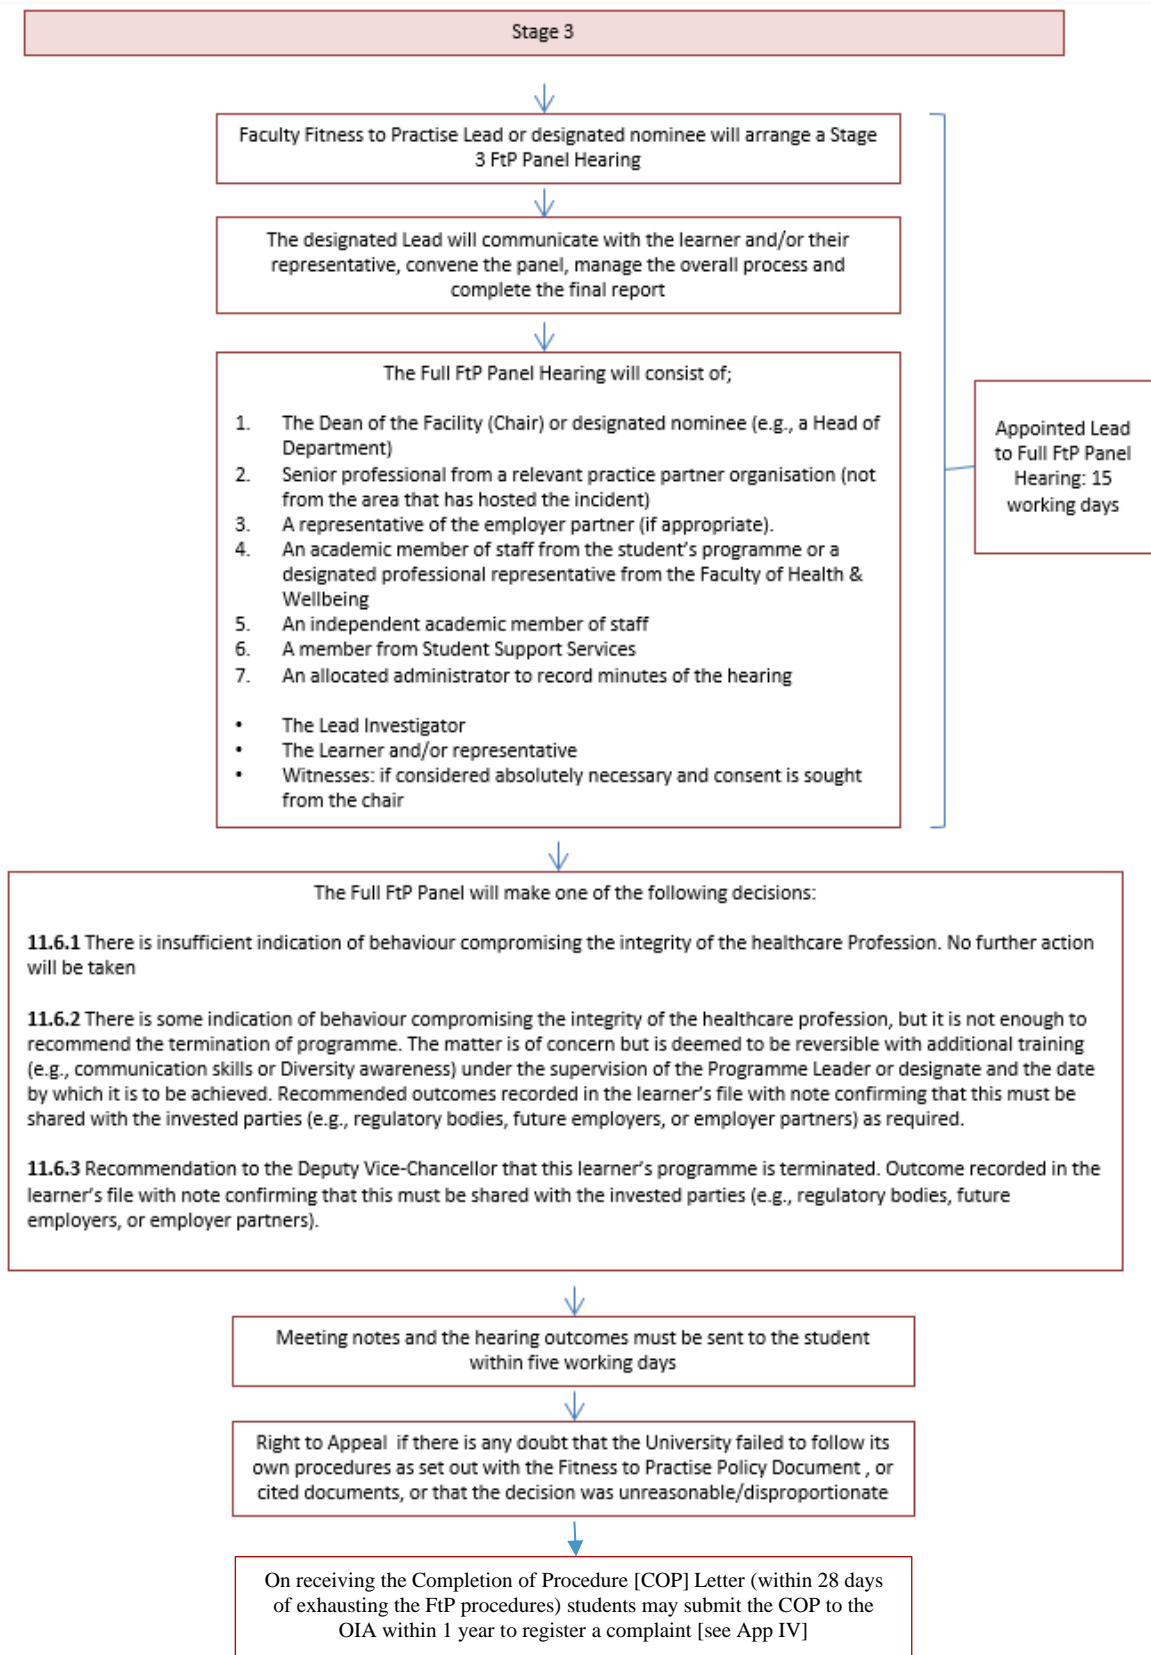 Stage 3
Faculty Fitness to Practise Lead or designated nominee will arrange a Stage
3 FtP Panel Hearing
The designated Lead will communicate with the learner and/or their
representative, convene the panel, manage the overall process and
complete the final report
The Full FtP Panel Hearing will consist of;
1. The Dean of the Facility (Chair) or designated nominee (e.g., a Head of
Department)
2. Senior professional from a relevant practice partner organisation (not
from the area that has hosted the incident)
3. A representative of the employer partner (if appropriate).
4. An academic member of staff from the student's programme or a
designated professional representative from the Faculty of Health &
Wellbeing
5. An independent academic member of staff
6. A member from Student Support Services
7. An allocated administrator to record minutes of the hearing
• The Lead Investigator
• The Learner and/or representative
• Witnesses: if considered absolutely necessary and consent is sought
from the chair
Appointed Lead
to Full FtP Panel
Hearing: 15
working days
The Full FtP Panel will make one of the following decisions:
11.6.1 There is insufficient indication of behaviour compromising the integrity of the healthcare Profession. No further action
will be taken
11.6.2 There is some indication of behaviour compromising the integrity of the healthcare profession, but it is not enough to
recommend the termination of programme. The matter is of concern but is deemed to be reversible with additional training
(e.g., communication skills or Diversity awareness) under the supervision of the Programme Leader or designate and the date
by which it is to be achieved. Recommended outcomes recorded in the learner's file with note confirming that this must be
shared with the invested parties (e.g., regulatory bodies, future employers, or employer partners) as required.
11.6.3 Recommendation to the Deputy Vice-Chancellor that this learner's programme is terminated. Outcome recorded in the
learner's file with note confirming that this must be shared with the invested parties (e.g., regulatory bodies, future
employers, or employer partners).
Meeting notes and the hearing outcomes must be sent to the student
within five working days
Right to Appeal if there is any doubt that the University failed to follow its
own procedures as set out with the Fitness to Practise Policy Document , or
cited documents, or that the decision was unreasonable/disproportionate
On receiving the Completion of Procedure [COP] Letter (within 28 days
of exhausting the FtP procedures) students may submit the COP to the
OIA within 1 year to register a complaint [see App IV]